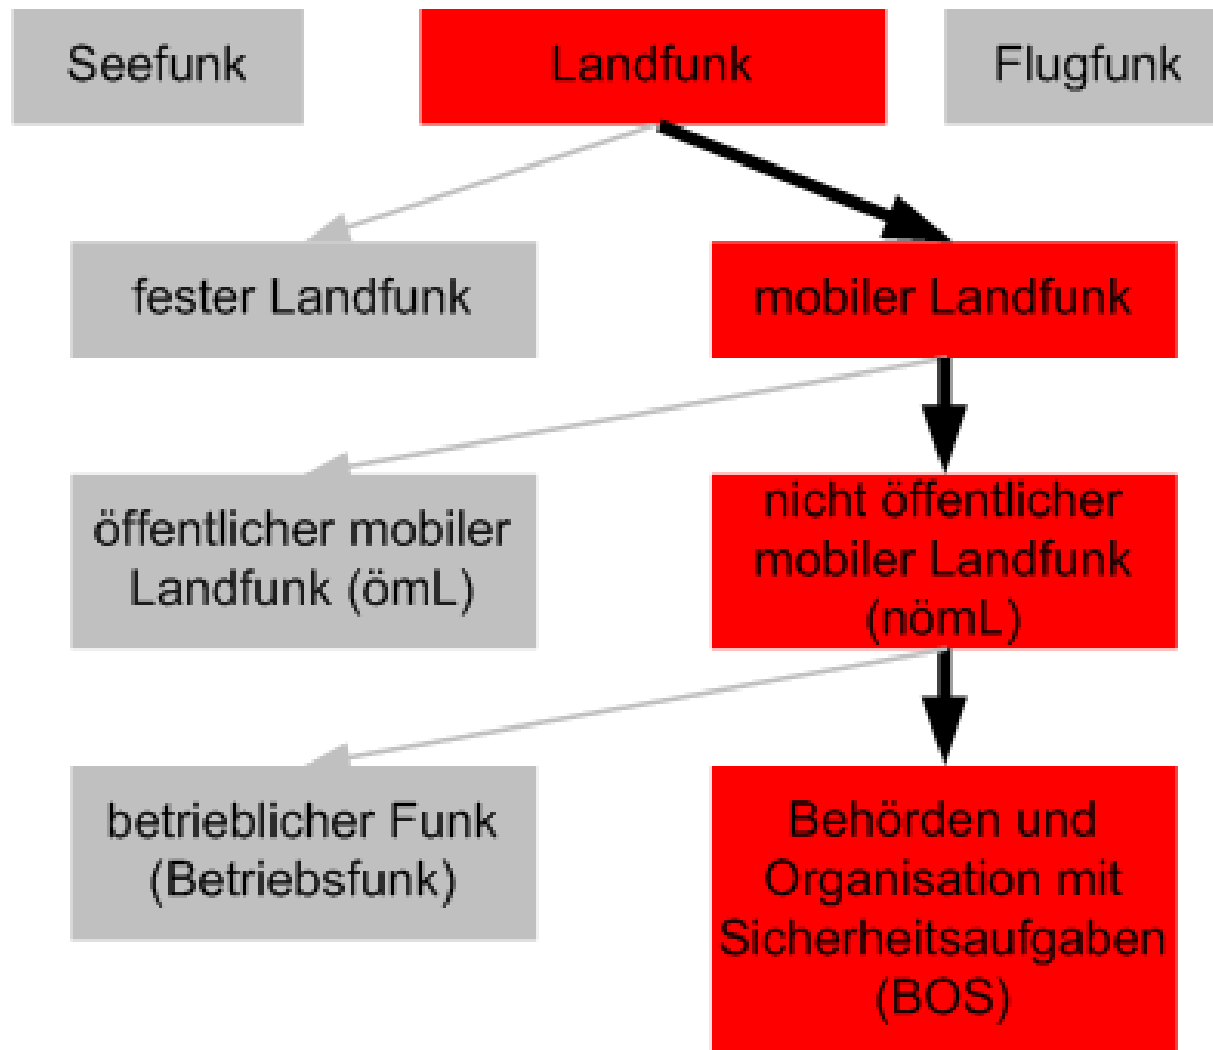 Seefunk
Landfunk
Flugfunk
fester Landfunk
mobiler Landfunk
öffentlicher mobiler
Landfunk (ömL)
nicht öffentlicher
mobiler Landfunk
(nömL)
betrieblicher Funk
(Betriebsfunk)
Behörden und
Organisation mit
Sicherheitsaufgaben
(BOS)